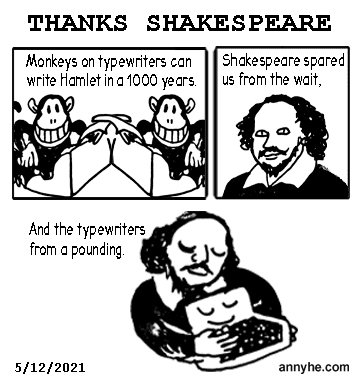 THANKS SHAKESPEARE
Monkeys on typewriters can
write Hamlet in a 1000 years.
Shakespeare spared
us from the wait,
And the typewriters
from a pounding.
5/12/2021
annyhe.com